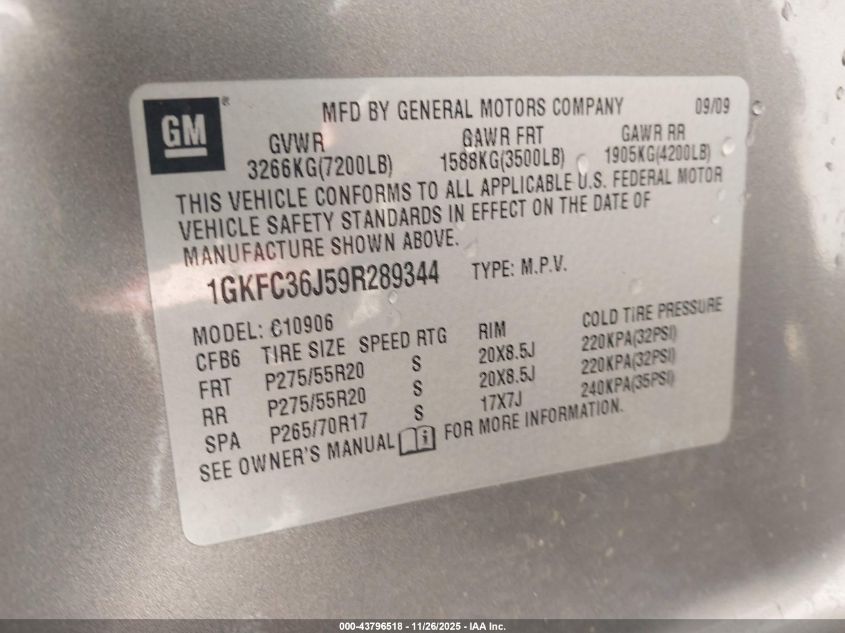 GM®
MFD BY GENERAL MOTORS COMPANY 09/09
GVWR GAWR FRT GAWR RR
3266KG(7200LB) 1588KG(3500LB) 1905KG(4200LB)
THIS VEHICLE CONFORMS TO ALL APPLICABLE U.S. FEDERAL MOTOR
VEHICLE SAFETY STANDARDS IN EFFECT ON THE DATE OF
MANUFACTURE SHOWN ABOVE.
1GKFC36J59R289344 TYPE: M.P.V.
MODEL: C10906
CFB6 TIRE SIZE SPEED RTG RIM COLD TIRE PRESSURE
FRT P275/55R20 S 20X8.5J 220KPA(32PSI)
RR P275/55R20 S 20X8.5J 220KPA(32PSI)
SPA P265/70R17 S 17X7J 240KPA(35PSI)
SEE OWNER'S MANUAL i FOR MORE INFORMATION.
000-43796518 - 11/26/2025 - IAA Inc.